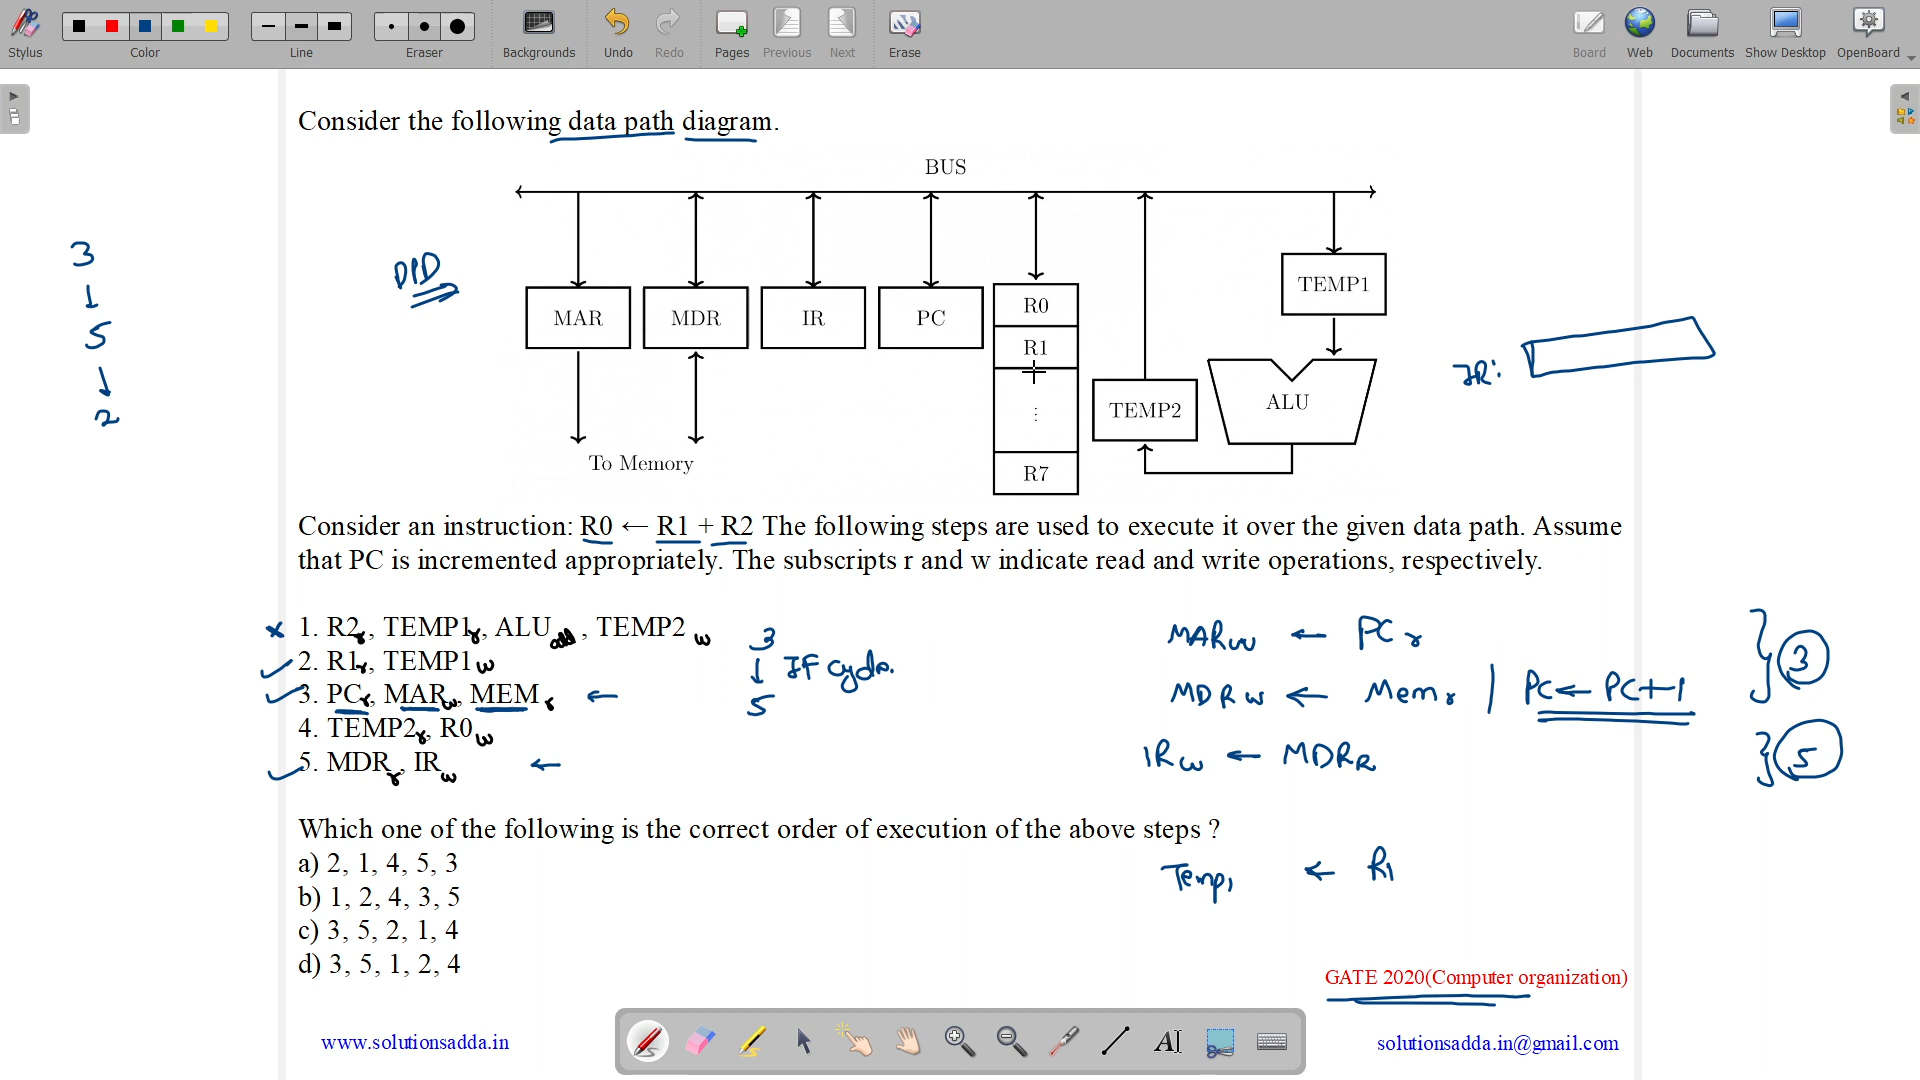 Stylus Color Line Eraser Backgrounds Undo Redo Pages Previous Next Erase Board Web Documents Show Desktop OpenBoard
Consider the following data path diagram.
BUS
3
↓
5
↓
2
DPD
MAR MDR IR PC R0 R1 ⋮ R7 TEMP2 TEMP1 ALU
To Memory
IR:
Consider an instruction: R0 ← R1 + R2 The following steps are used to execute it over the given data path. Assume
that PC is incremented appropriately. The subscripts r and w indicate read and write operations, respectively.
1. R2r, TEMP1r, ALUadd, TEMP2w
2. R1r, TEMP1w
3. PCr, MARw, MEMr ←
4. TEMP2r, R0w
5. MDRr, IRw ←
3
↓ IF cycle.
5
MARw ← PCr
MDRw ← Memr | PC ← PC+1
3
IRw ← MDRR
5
Which one of the following is the correct order of execution of the above steps ?
a) 2, 1, 4, 5, 3
b) 1, 2, 4, 3, 5
c) 3, 5, 2, 1, 4
d) 3, 5, 1, 2, 4
Temp1 ← R1
GATE 2020(Computer organization)
www.solutionsadda.in
solutionsadda.in@gmail.com